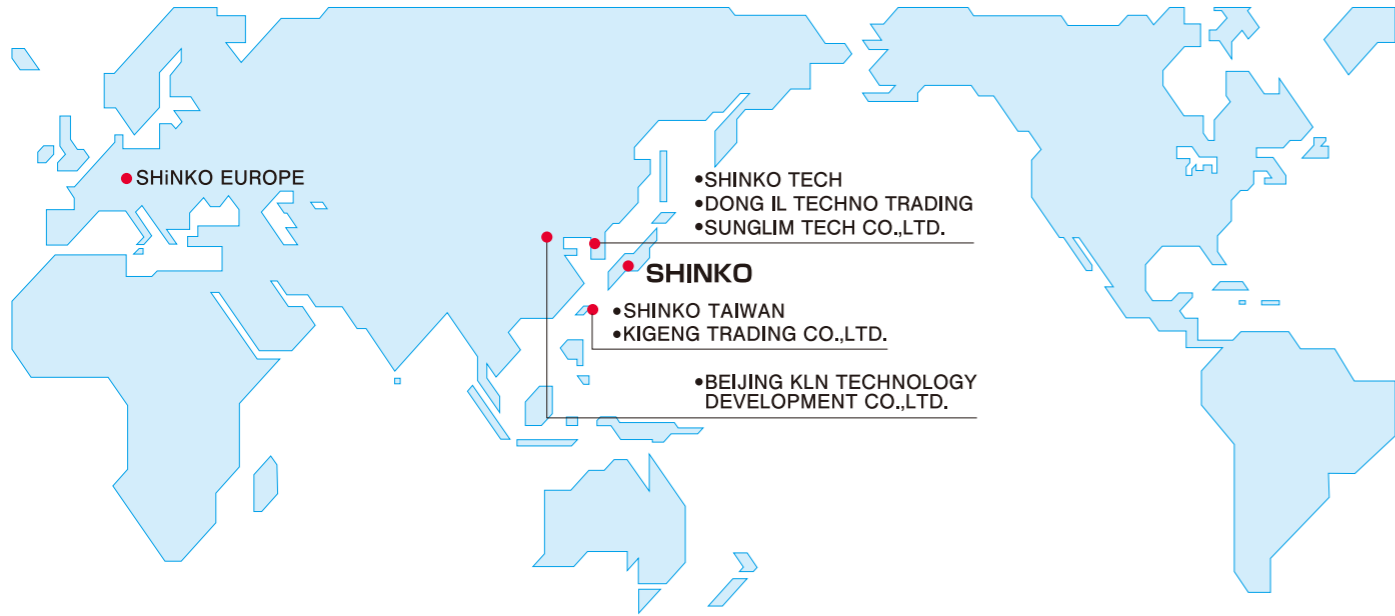 SHiNKO EUROPE
•SHINKO TECH
•DONG IL TECHNO TRADING
•SUNGLIM TECH CO.,LTD.
SHINKO
•SHINKO TAIWAN
•KIGENG TRADING CO.,LTD.
•BEIJING KLN TECHNOLOGY
DEVELOPMENT CO.,LTD.